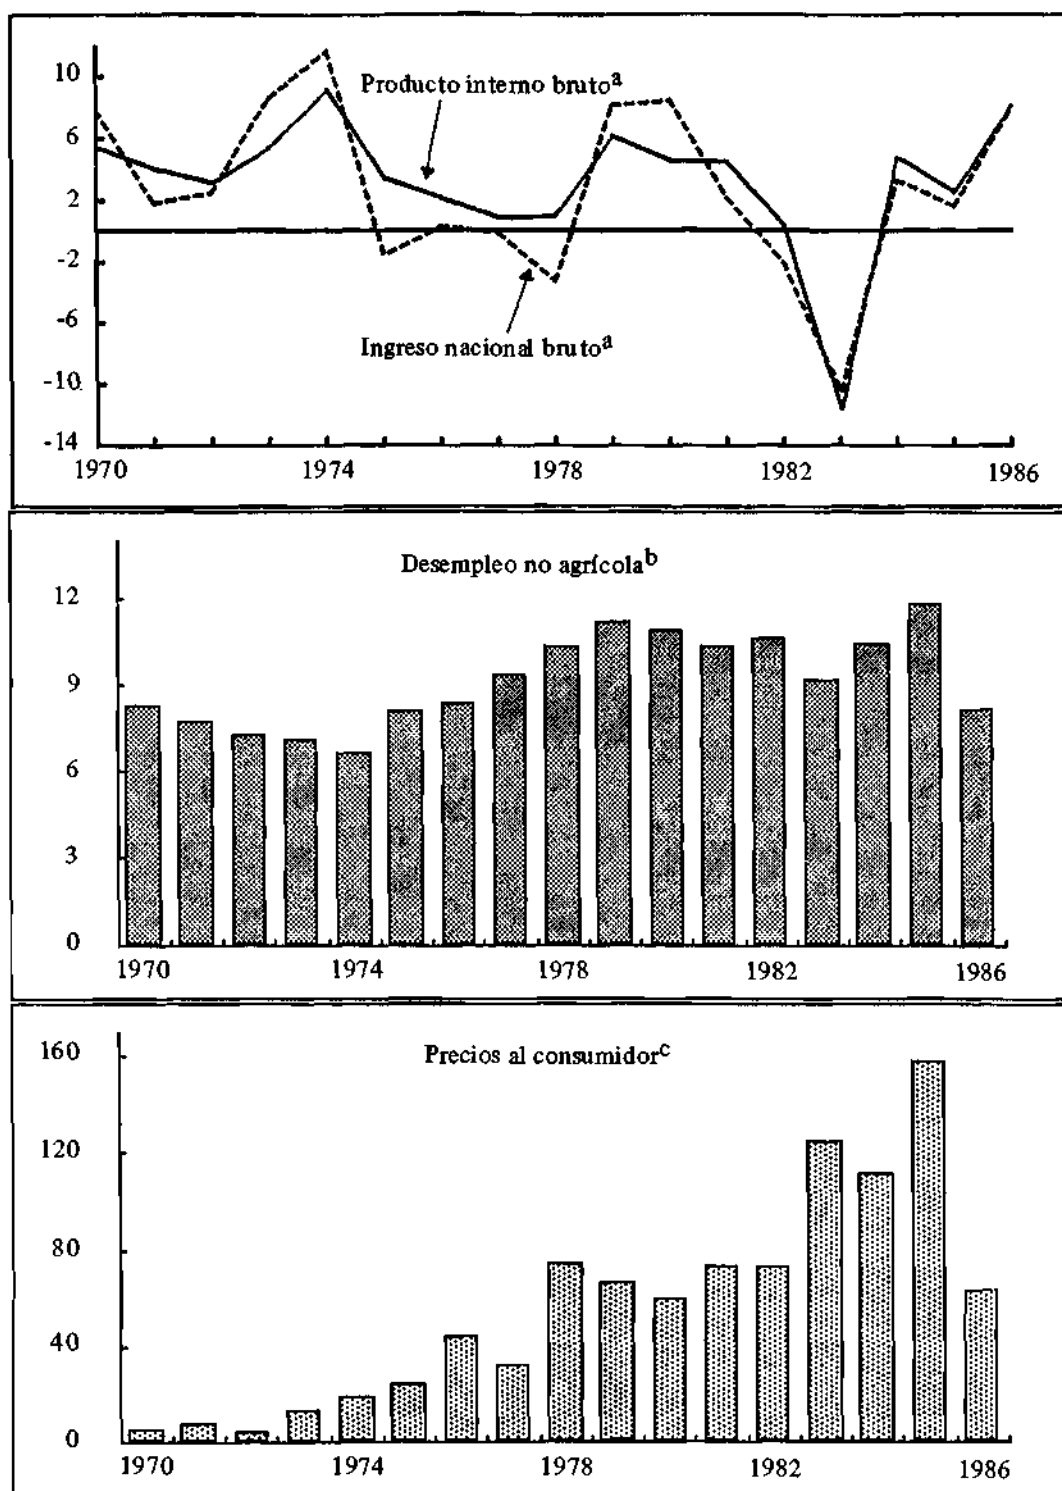 10
Producto interno bruto^a
6
2
-2
-6
Ingreso nacional bruto^a
-10
-14
1970 1974 1978 1982 1986
Desempleo no agrícola^b
12
9
6
3
0
1970 1974 1978 1982 1986
160
Precios al consumidor^c
120
80
40
0
1970 1974 1978 1982 1986